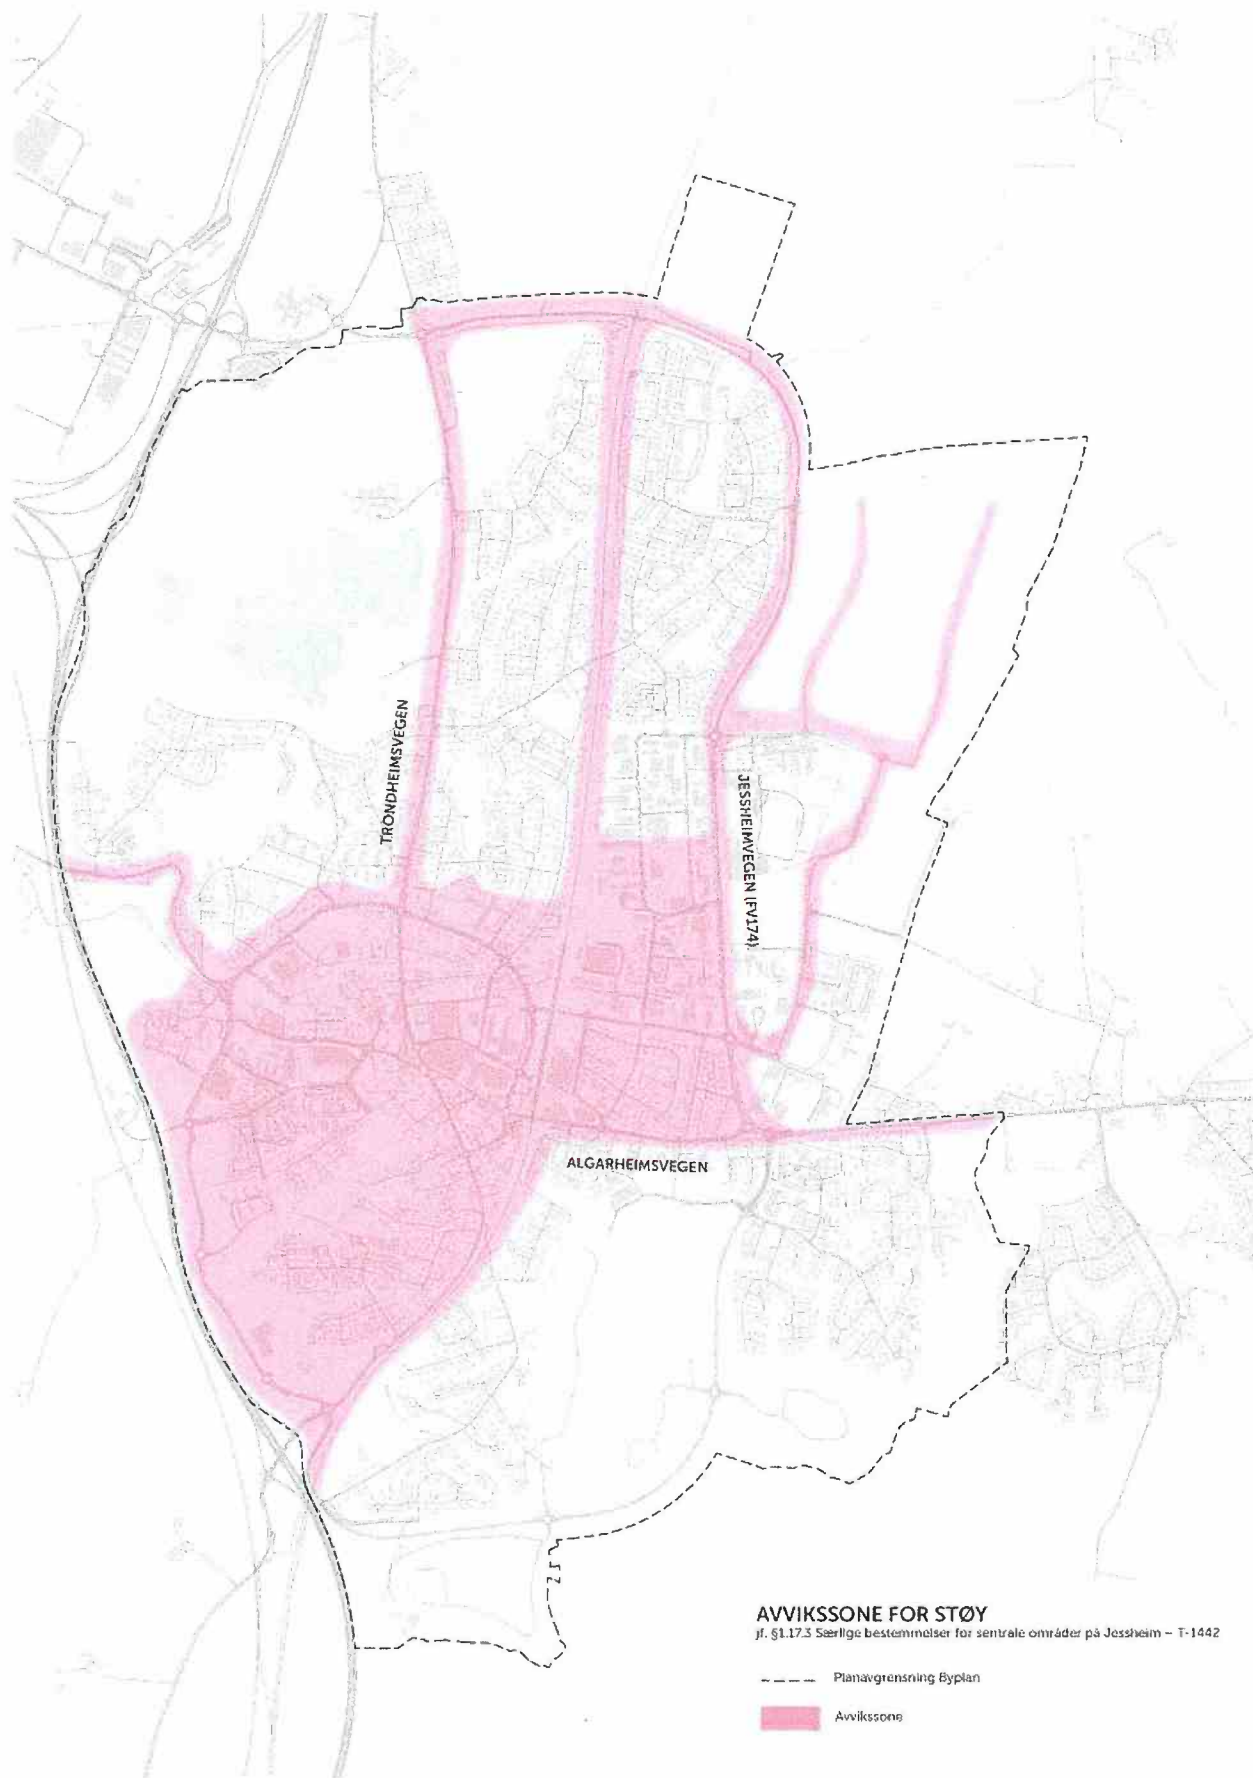 TRONDHEIMSVEGEN
JESSHEIMVEGEN (FV174)
ALGARHEIMSVEGEN
AVVIKSSONE FOR STØY
jf. §1.17.3 Særlige bestemmelser for sentrale områder på Jessheim – T-1442
Planavgrensning Byplan
Avvikssone